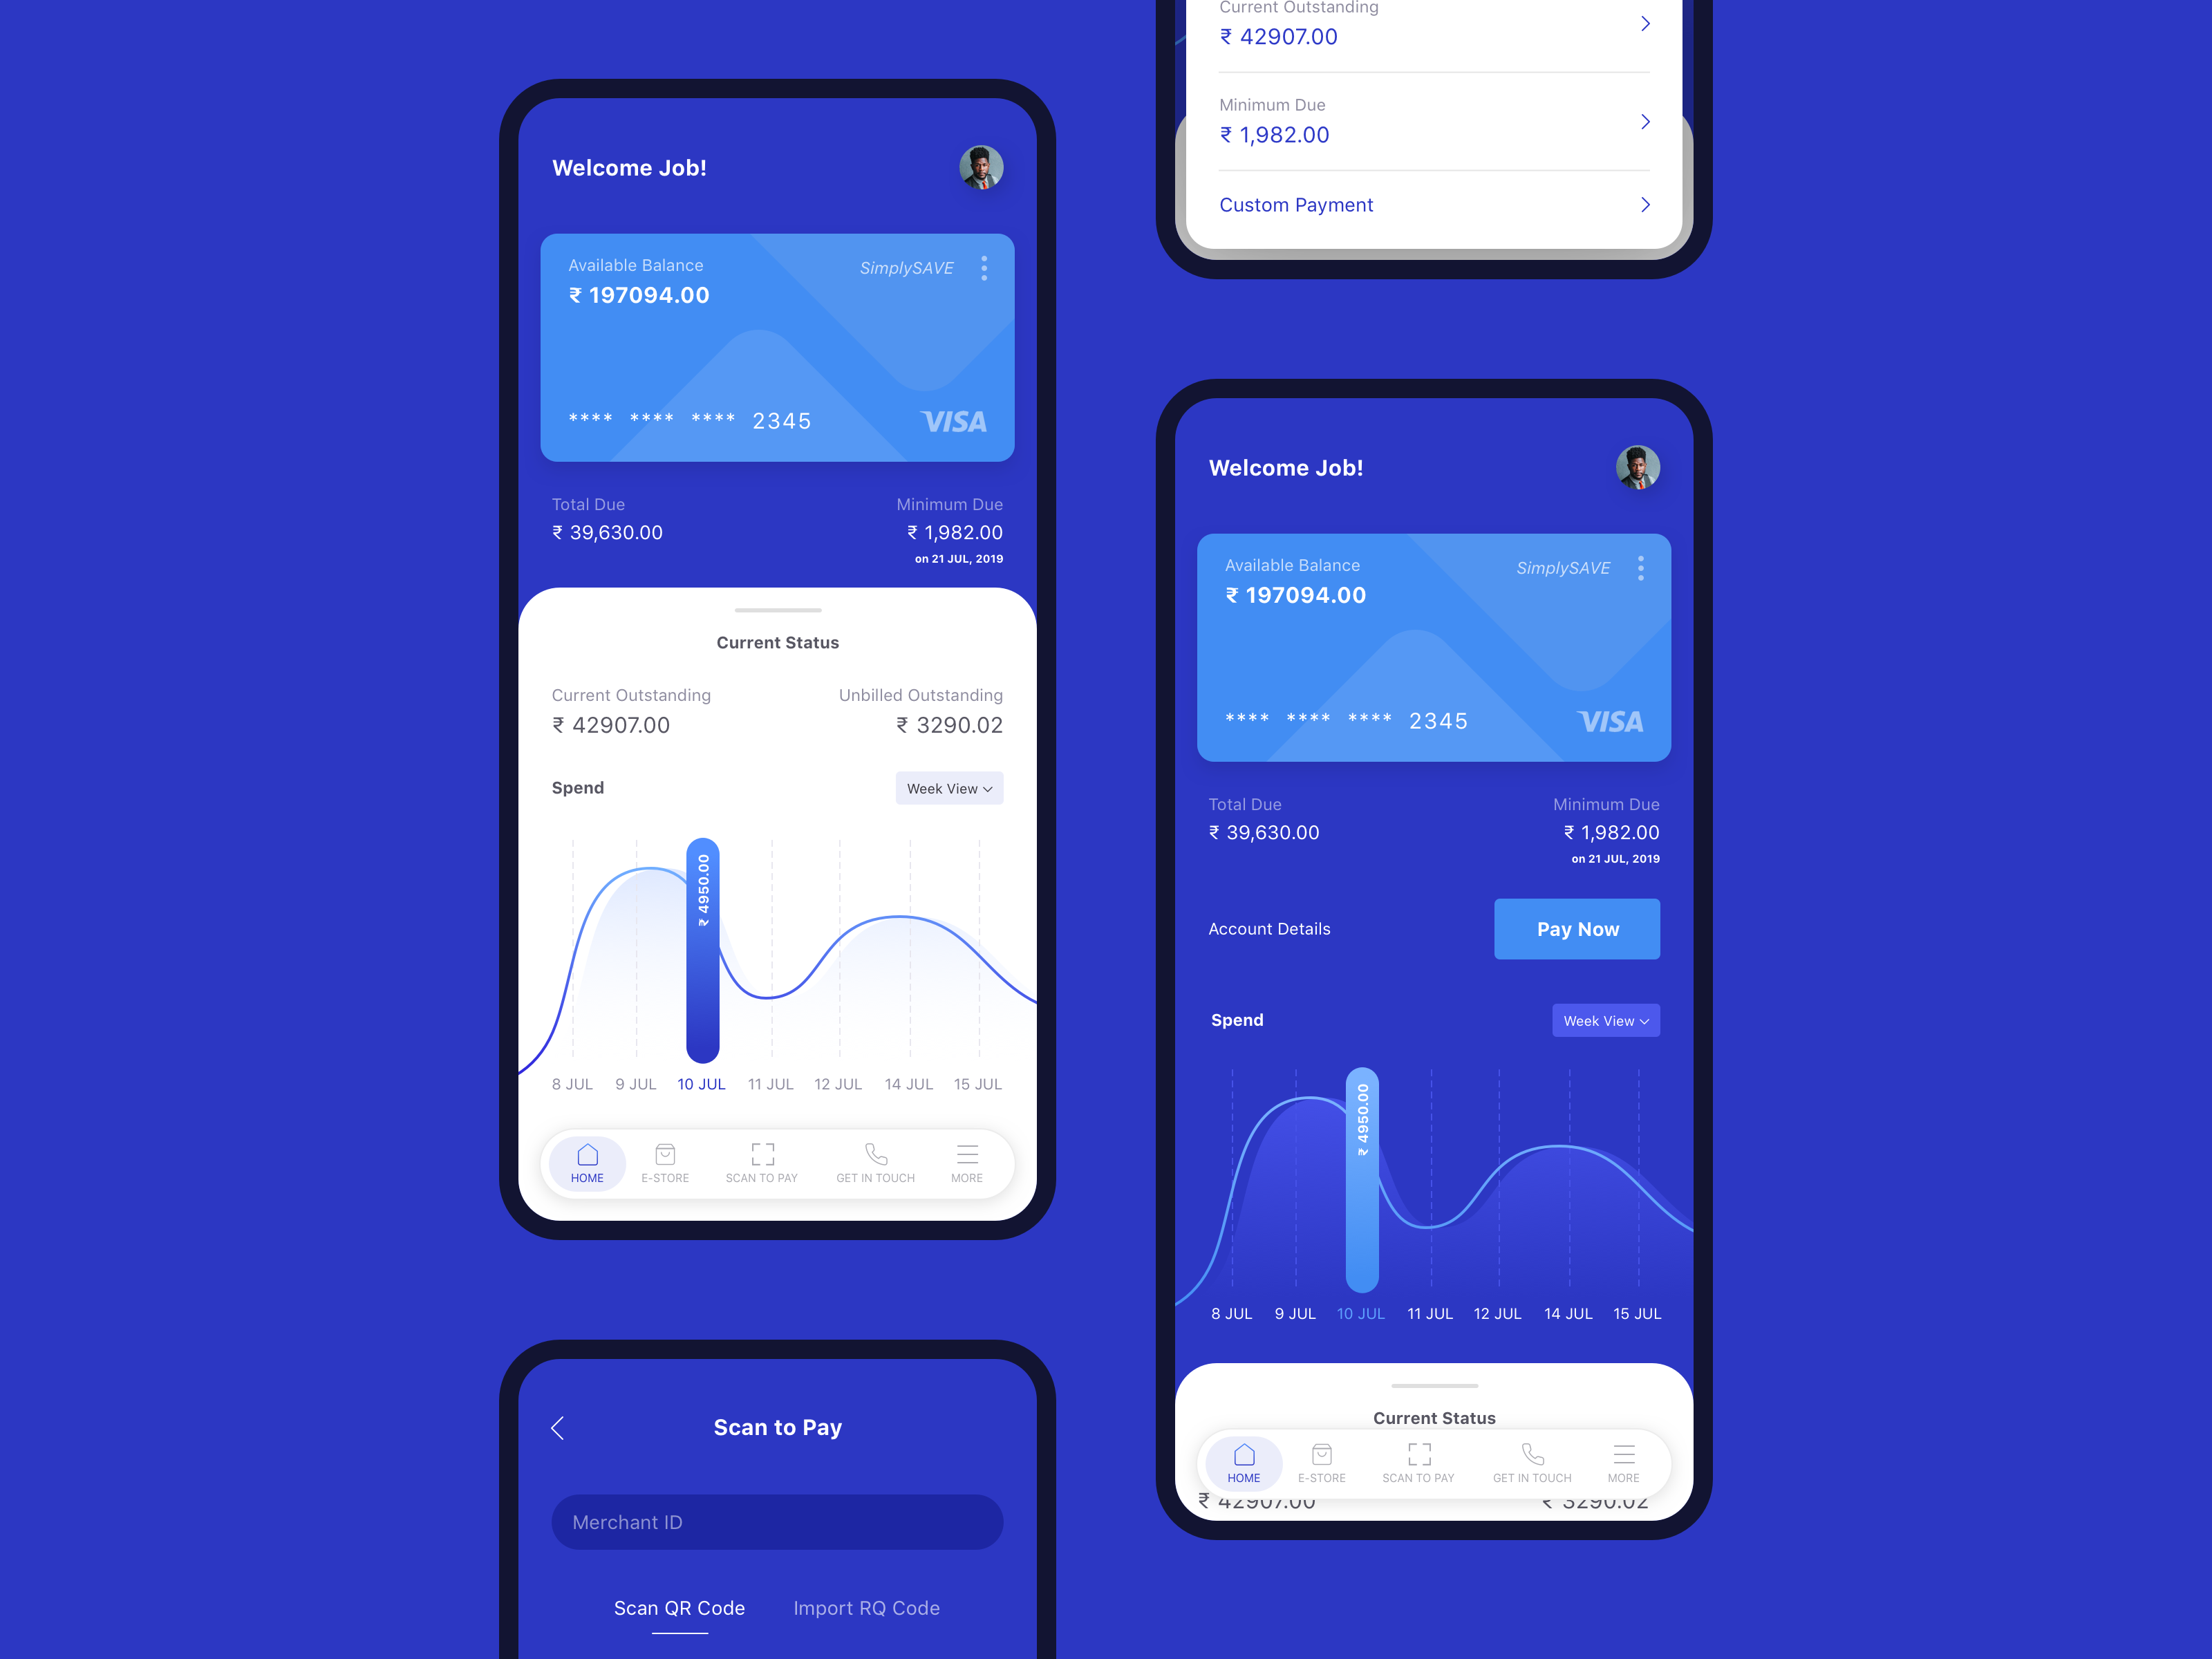 Welcome Job!
Available Balance
SimplySAVE
₹ 197094.00
**** **** **** 2345
VISA
Total Due
Minimum Due
₹ 39,630.00
₹ 1,982.00
on 21 JUL, 2019
Current Status
Current Outstanding
Unbilled Outstanding
₹ 42907.00
₹ 3290.02
Spend
Week View
₹ 4950.00
8 JUL 9 JUL 10 JUL 11 JUL 12 JUL 14 JUL 15 JUL
HOME E-STORE SCAN TO PAY GET IN TOUCH MORE
Scan to Pay
Merchant ID
Scan QR Code
Import RQ Code
Current Outstanding
₹ 42907.00
Minimum Due
₹ 1,982.00
Custom Payment
Welcome Job!
Available Balance
SimplySAVE
₹ 197094.00
**** **** **** 2345
VISA
Total Due
Minimum Due
₹ 39,630.00
₹ 1,982.00
on 21 JUL, 2019
Account Details
Pay Now
Spend
Week View
₹ 4950.00
8 JUL 9 JUL 10 JUL 11 JUL 12 JUL 14 JUL 15 JUL
Current Status
HOME E-STORE SCAN TO PAY GET IN TOUCH MORE
₹ 42907.00
₹ 3290.02